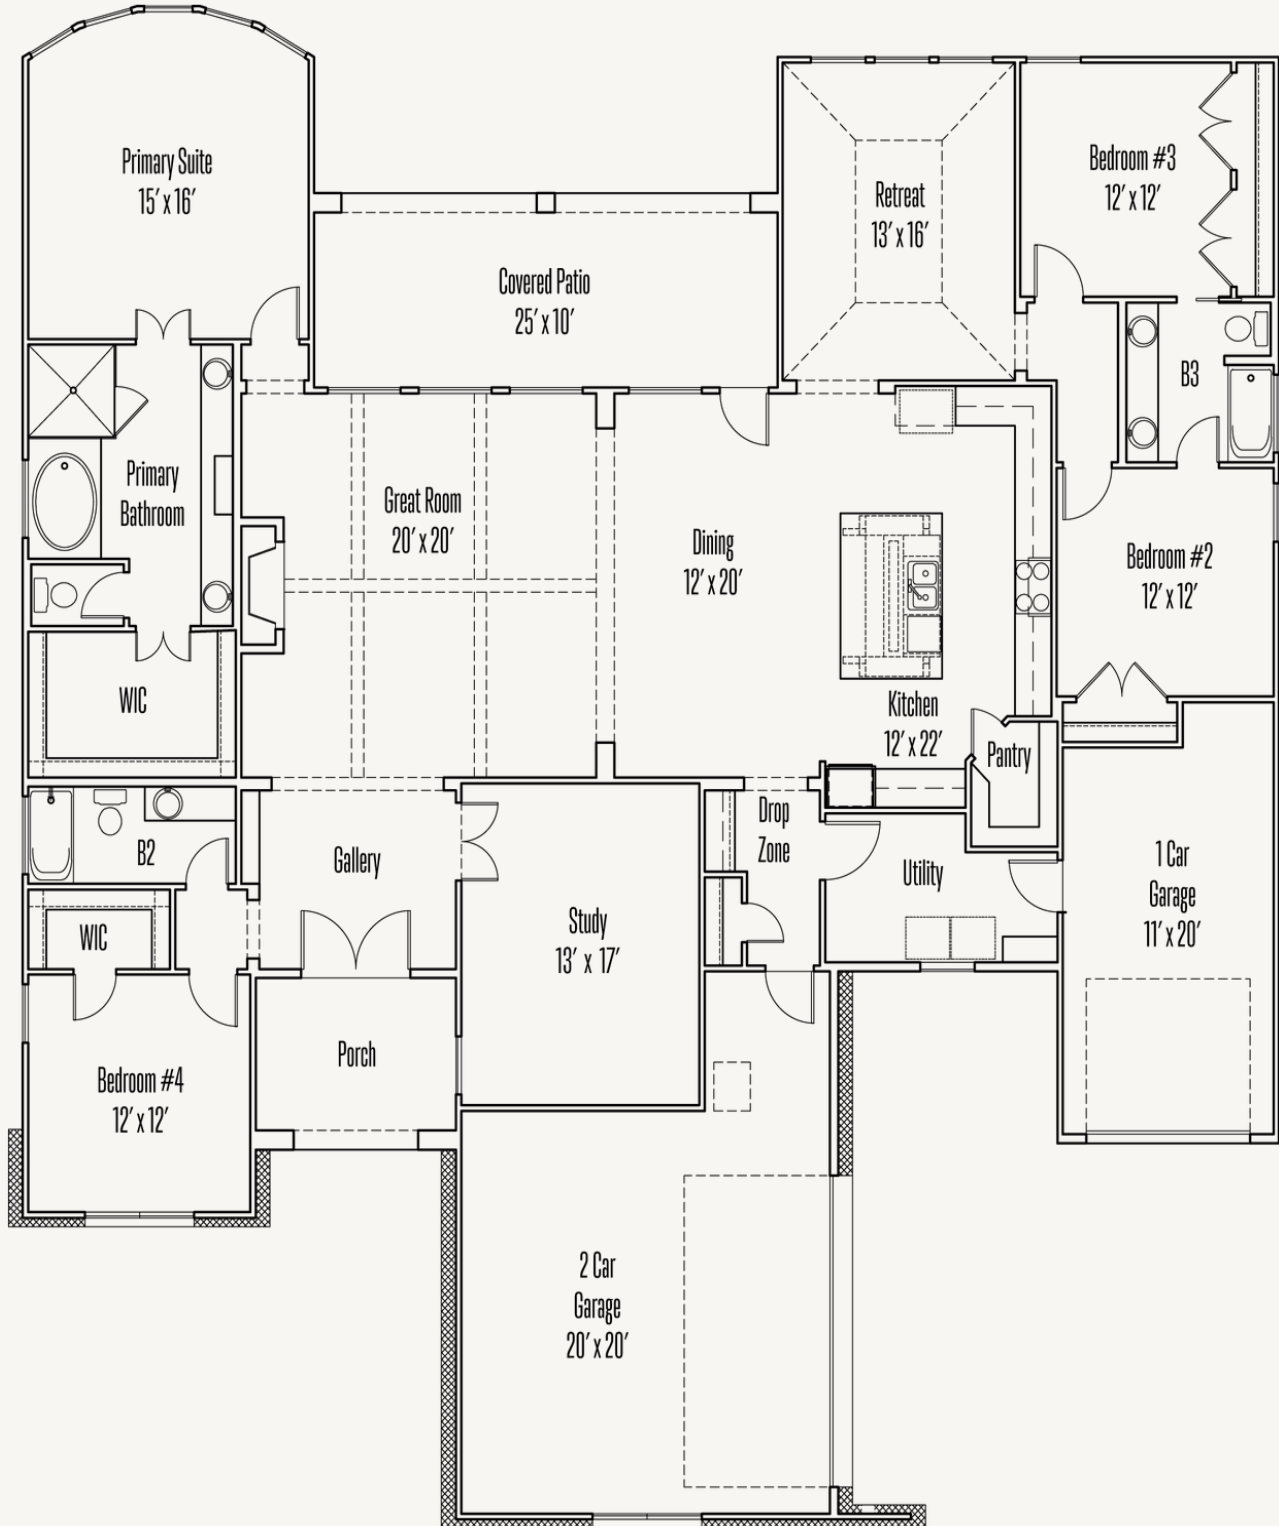 Primary Suite
15' x 16'
Bedroom #3
12' x 12'
Retreat
13' x 16'
Covered Patio
25' x 10'
B3
Primary
Bathroom
Great Room
20' x 20'
Dining
12' x 20'
Bedroom #2
12' x 12'
WIC
Kitchen
12' x 22'
Pantry
Drop
Zone
B2
Gallery
Utility
1 Car
Garage
11' x 20'
WIC
Study
13' x 17'
Porch
Bedroom #4
12' x 12'
2 Car
Garage
20' x 20'